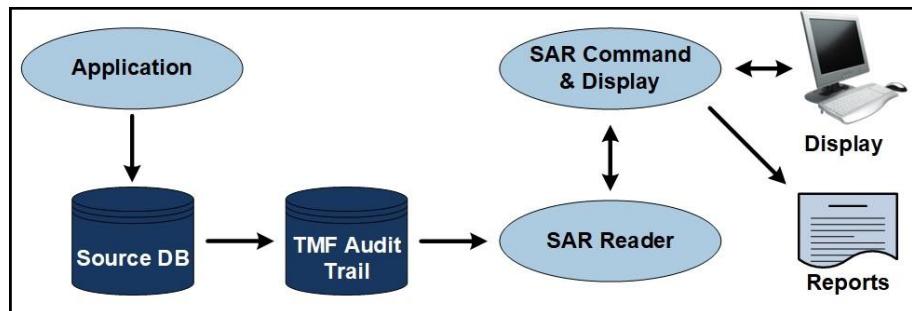 Application
SAR Command
& Display
Display
Source DB
TMF Audit
Trail
SAR Reader
Reports